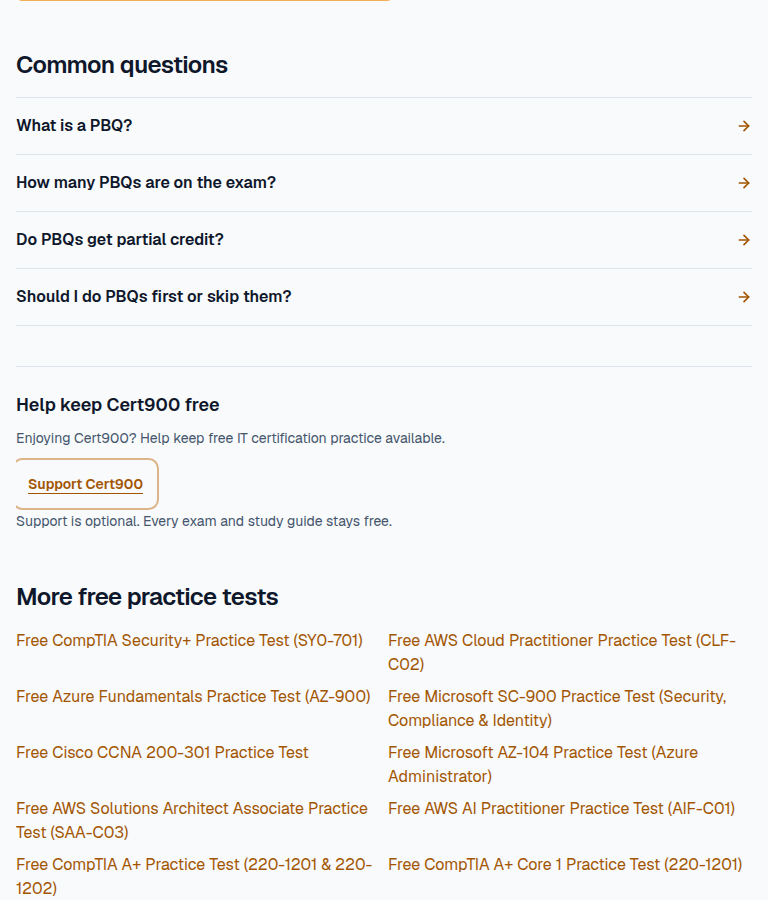 Common questions
What is a PBQ?
How many PBQs are on the exam?
Do PBQs get partial credit?
Should I do PBQs first or skip them?
Help keep Cert900 free
Enjoying Cert900? Help keep free IT certification practice available.
Support Cert900
Support is optional. Every exam and study guide stays free.
More free practice tests
Free CompTIA Security+ Practice Test (SY0-701)
Free AWS Cloud Practitioner Practice Test (CLF-
C02)
Free Azure Fundamentals Practice Test (AZ-900)
Free Microsoft SC-900 Practice Test (Security,
Compliance & Identity)
Free Cisco CCNA 200-301 Practice Test
Free Microsoft AZ-104 Practice Test (Azure
Administrator)
Free AWS Solutions Architect Associate Practice
Test (SAA-C03)
Free AWS AI Practitioner Practice Test (AIF-C01)
Free CompTIA A+ Practice Test (220-1201 & 220-
1202)
Free CompTIA A+ Core 1 Practice Test (220-1201)